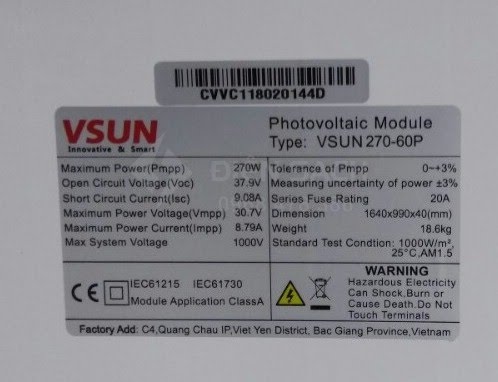 CVVC118020144D
VSUN
Innovative & Smart
Photovoltaic Module
Type: VSUN270-60P
Maximum Power(Pmpp) 270W
Open Circuit Voltage(Voc) 37.9V
Short Circuit Current(Isc) 9.08A
Maximum Power Voltage(Vmpp) 30.7V
Maximum Power Current(Impp) 8.79A
Max System Voltage 1000V
Tolerance of Pmpp 0~+3%
Measuring uncertainty of power ±3%
Series Fuse Rating 20A
Dimension 1640x990x40(mm)
Weight 18.6kg
Standard Test Condtion: 1000W/m²,
25°C,AM1.5
CE
IEC61215 IEC61730
Module Application ClassA
WARNING
Hazardous Electricity
Can Shock,Burn or
Cause Death.Do Not
Touch Terminals
Factory Add: C4,Quang Chau IP,Viet Yen District, Bac Giang Province,Vietnam